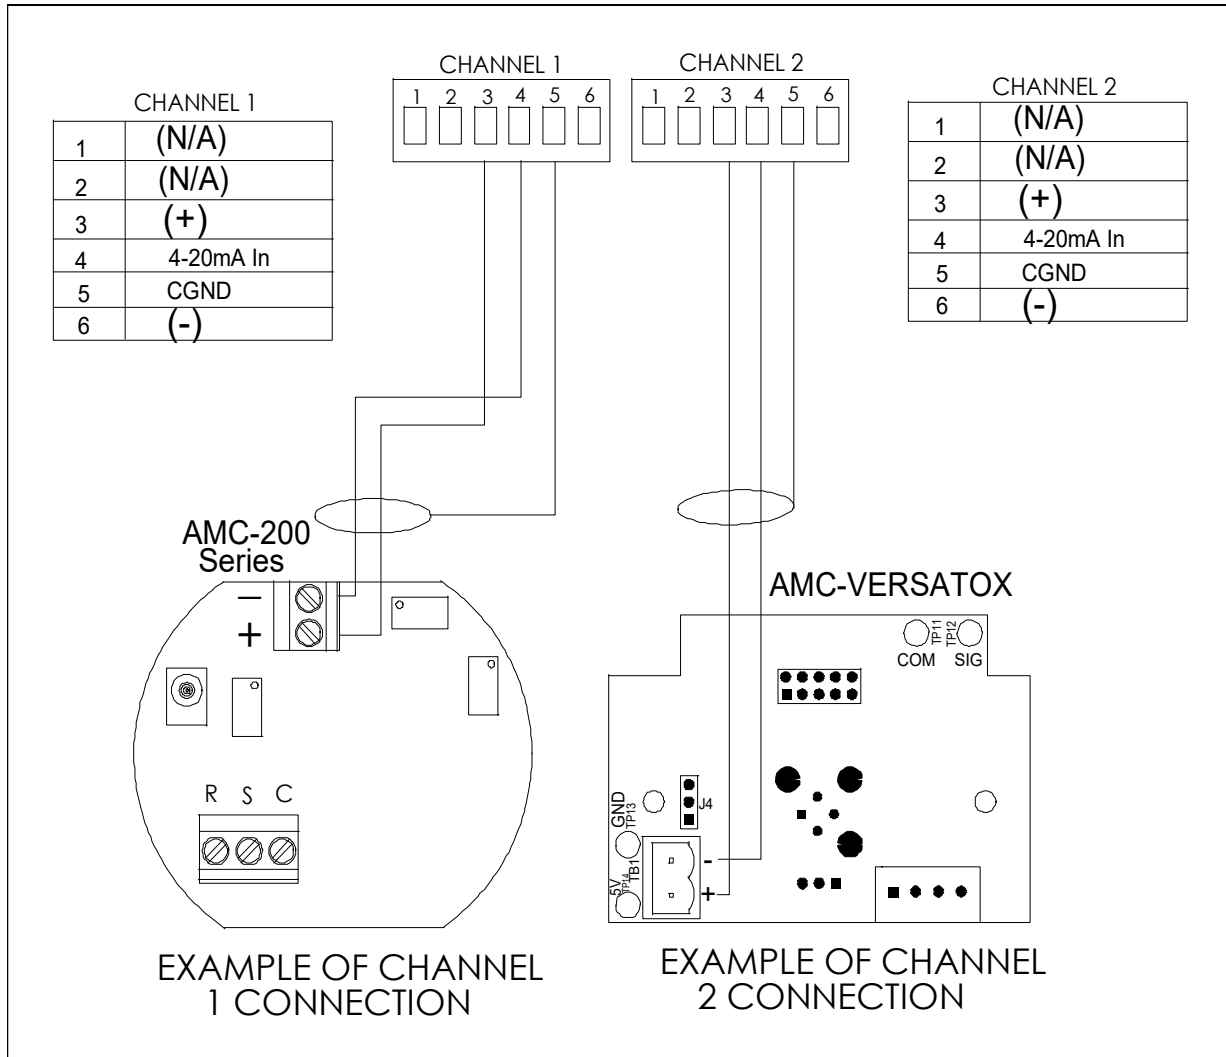 CHANNEL 1
1 2 3 4 5 6
CHANNEL 2
1 2 3 4 5 6
CHANNEL 1
1 (N/A)
2 (N/A)
3 (+)
4 4-20mA In
5 CGND
6 (-)
CHANNEL 2
1 (N/A)
2 (N/A)
3 (+)
4 4-20mA In
5 CGND
6 (-)
AMC-200
Series
−
+
R S C
AMC-VERSATOX
TP11
TP12
COM SIG
J4
GND
TP13
TB1
5V
TP14
-
+
EXAMPLE OF CHANNEL
1 CONNECTION
EXAMPLE OF CHANNEL
2 CONNECTION